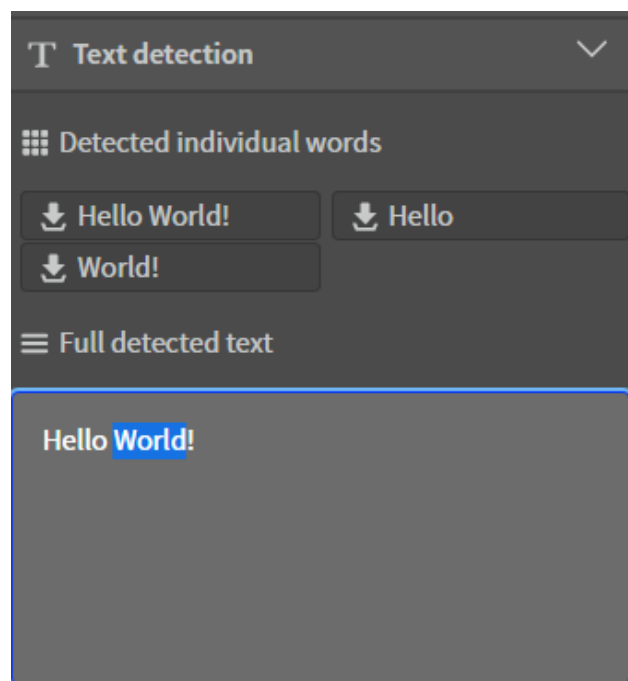 Text detection
Detected individual words
Hello World!
Hello
World!
Full detected text
Hello World!